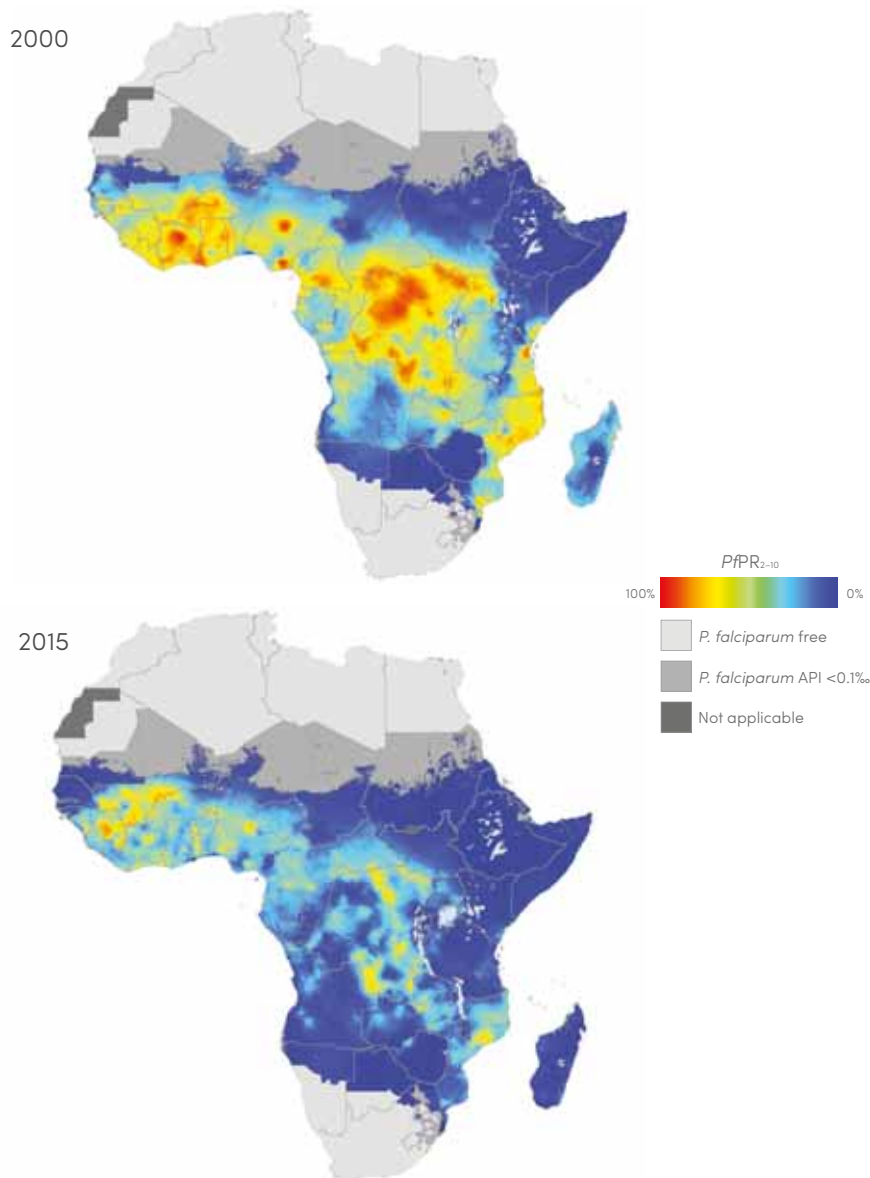 2000
PfPR2–10
100%
0%
P. falciparum free
P. falciparum API <0.1‰
Not applicable
2015